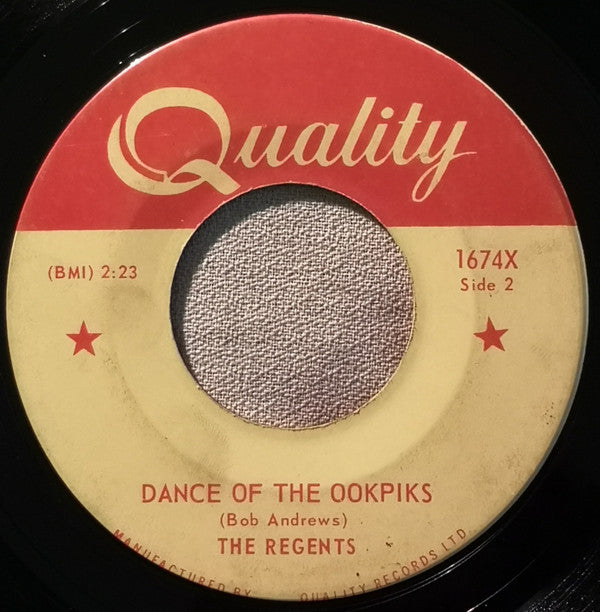 Quality
(BMI) 2:23
1674X
Side 2
DANCE OF THE OOKPIKS
(Bob Andrews)
THE REGENTS
MANUFACTURED BY QUALITY RECORDS LTD